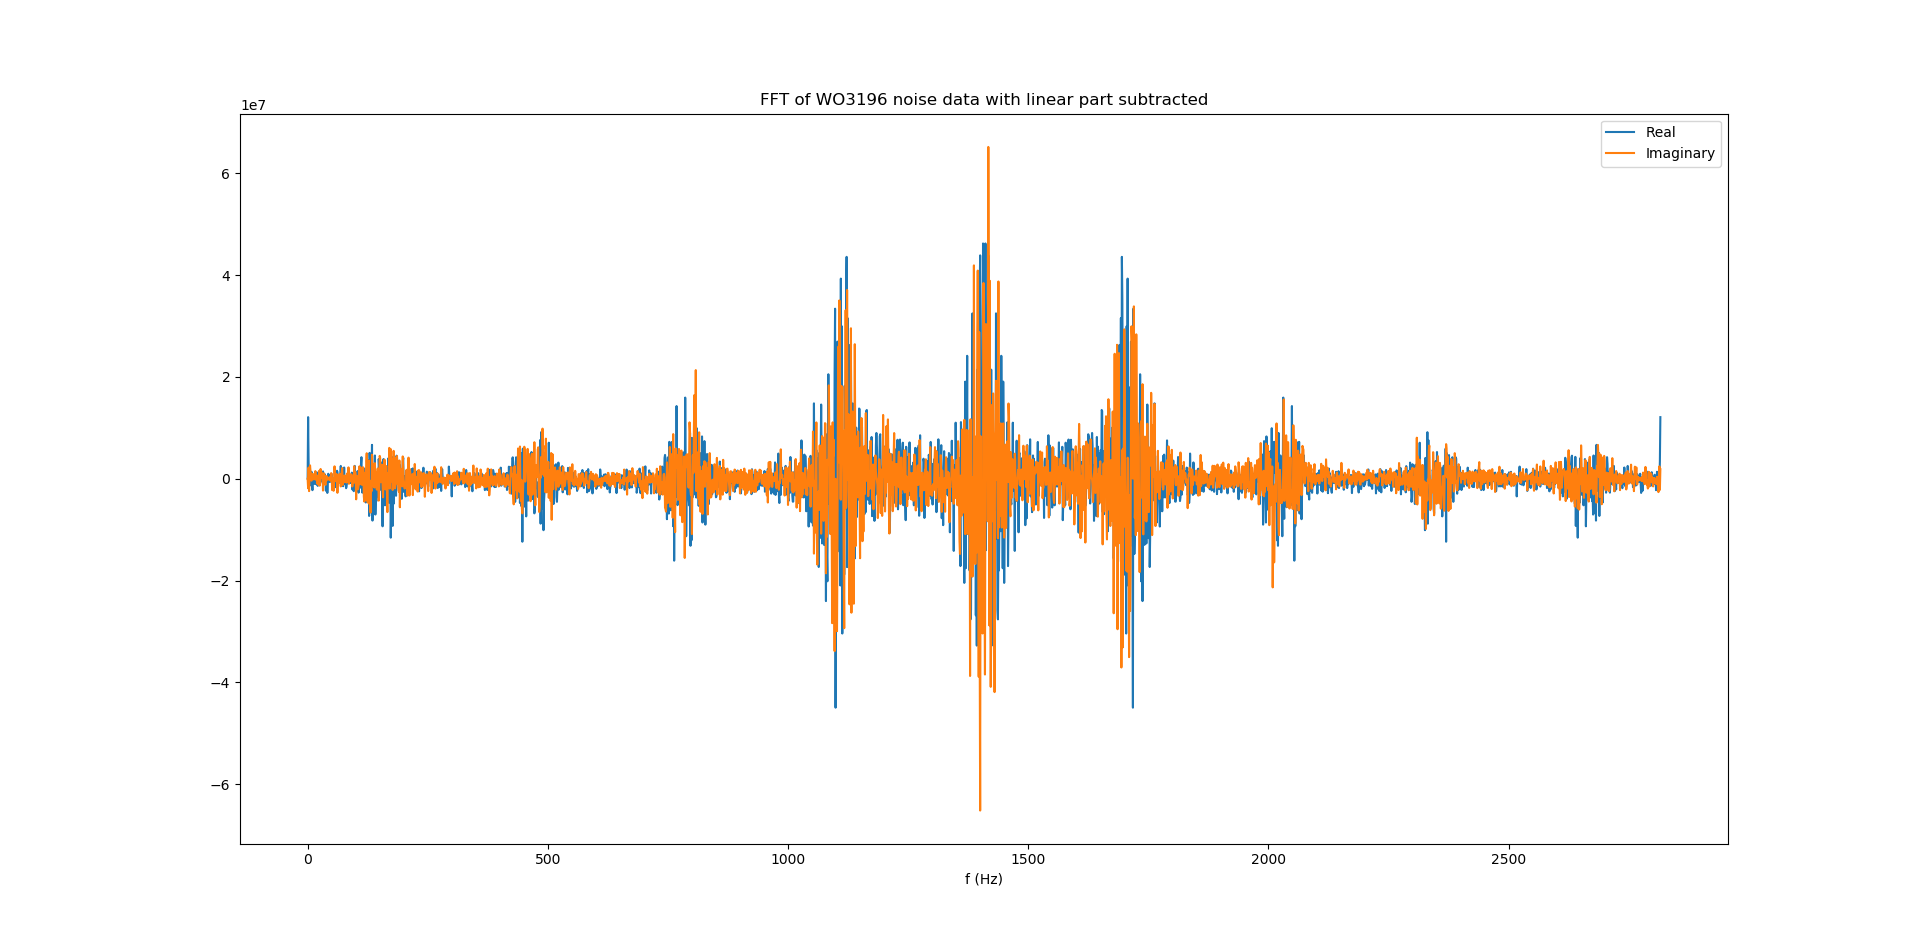 FFT of WO3196 noise data with linear part subtracted
1e7
Real
Imaginary
6
4
2
0
−2
−4
−6
0 500 1000 1500 2000 2500
f (Hz)